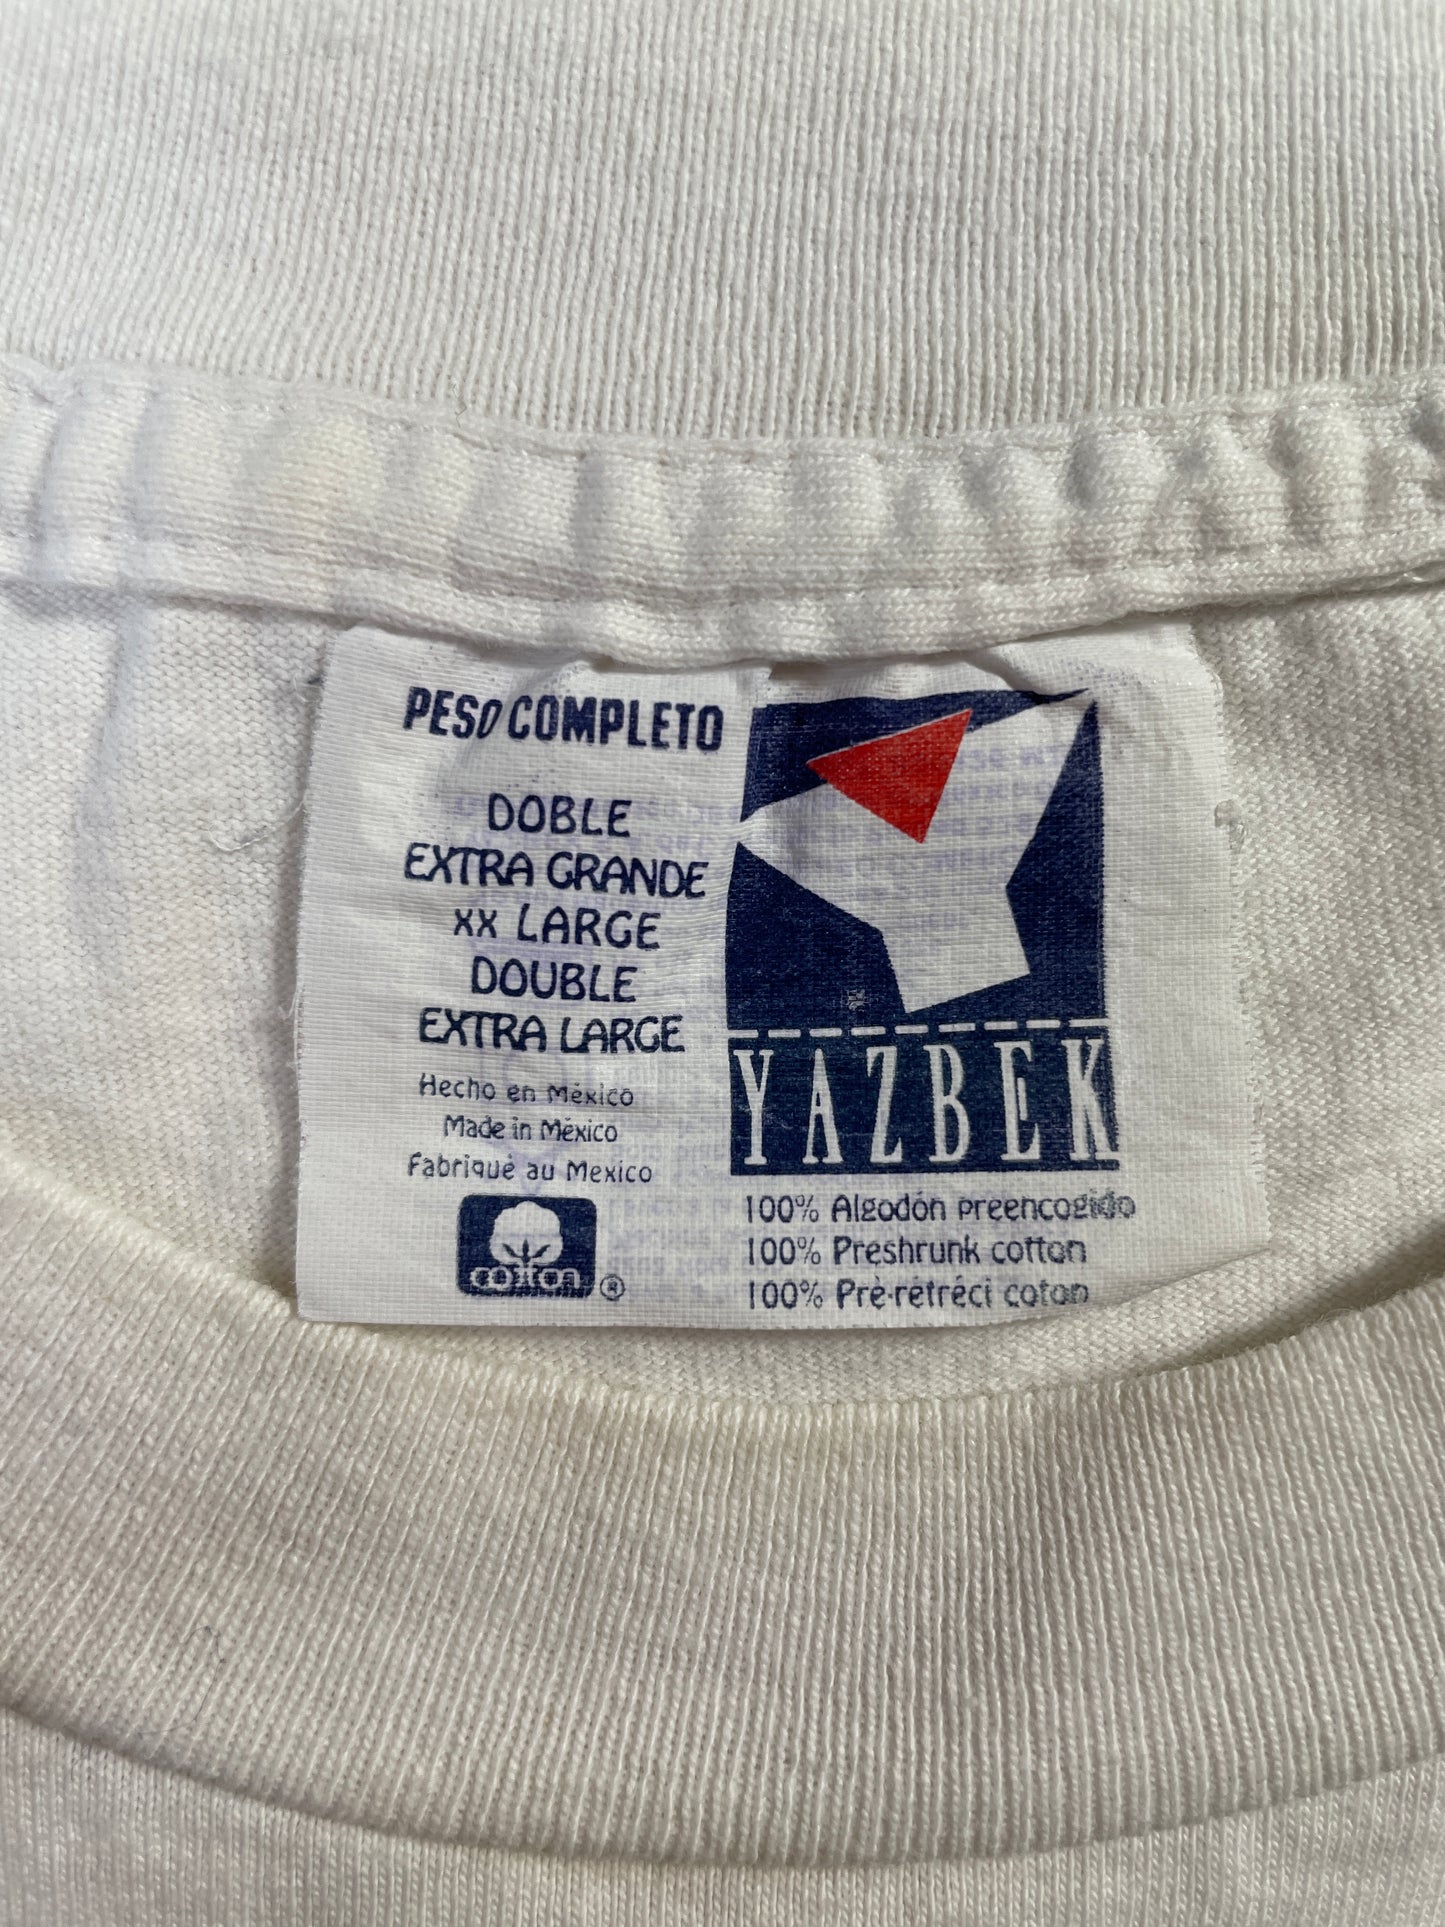 PESO COMPLETO
DOBLE
EXTRA GRANDE
XX LARGE
DOUBLE
EXTRA LARGE
Hecho en México
Made in México
Fabriqué au Mexico
cotton ®
YAZBEK
100% Algodón preencogido
100% Preshrunk cotton
100% Prè-rétréci coton